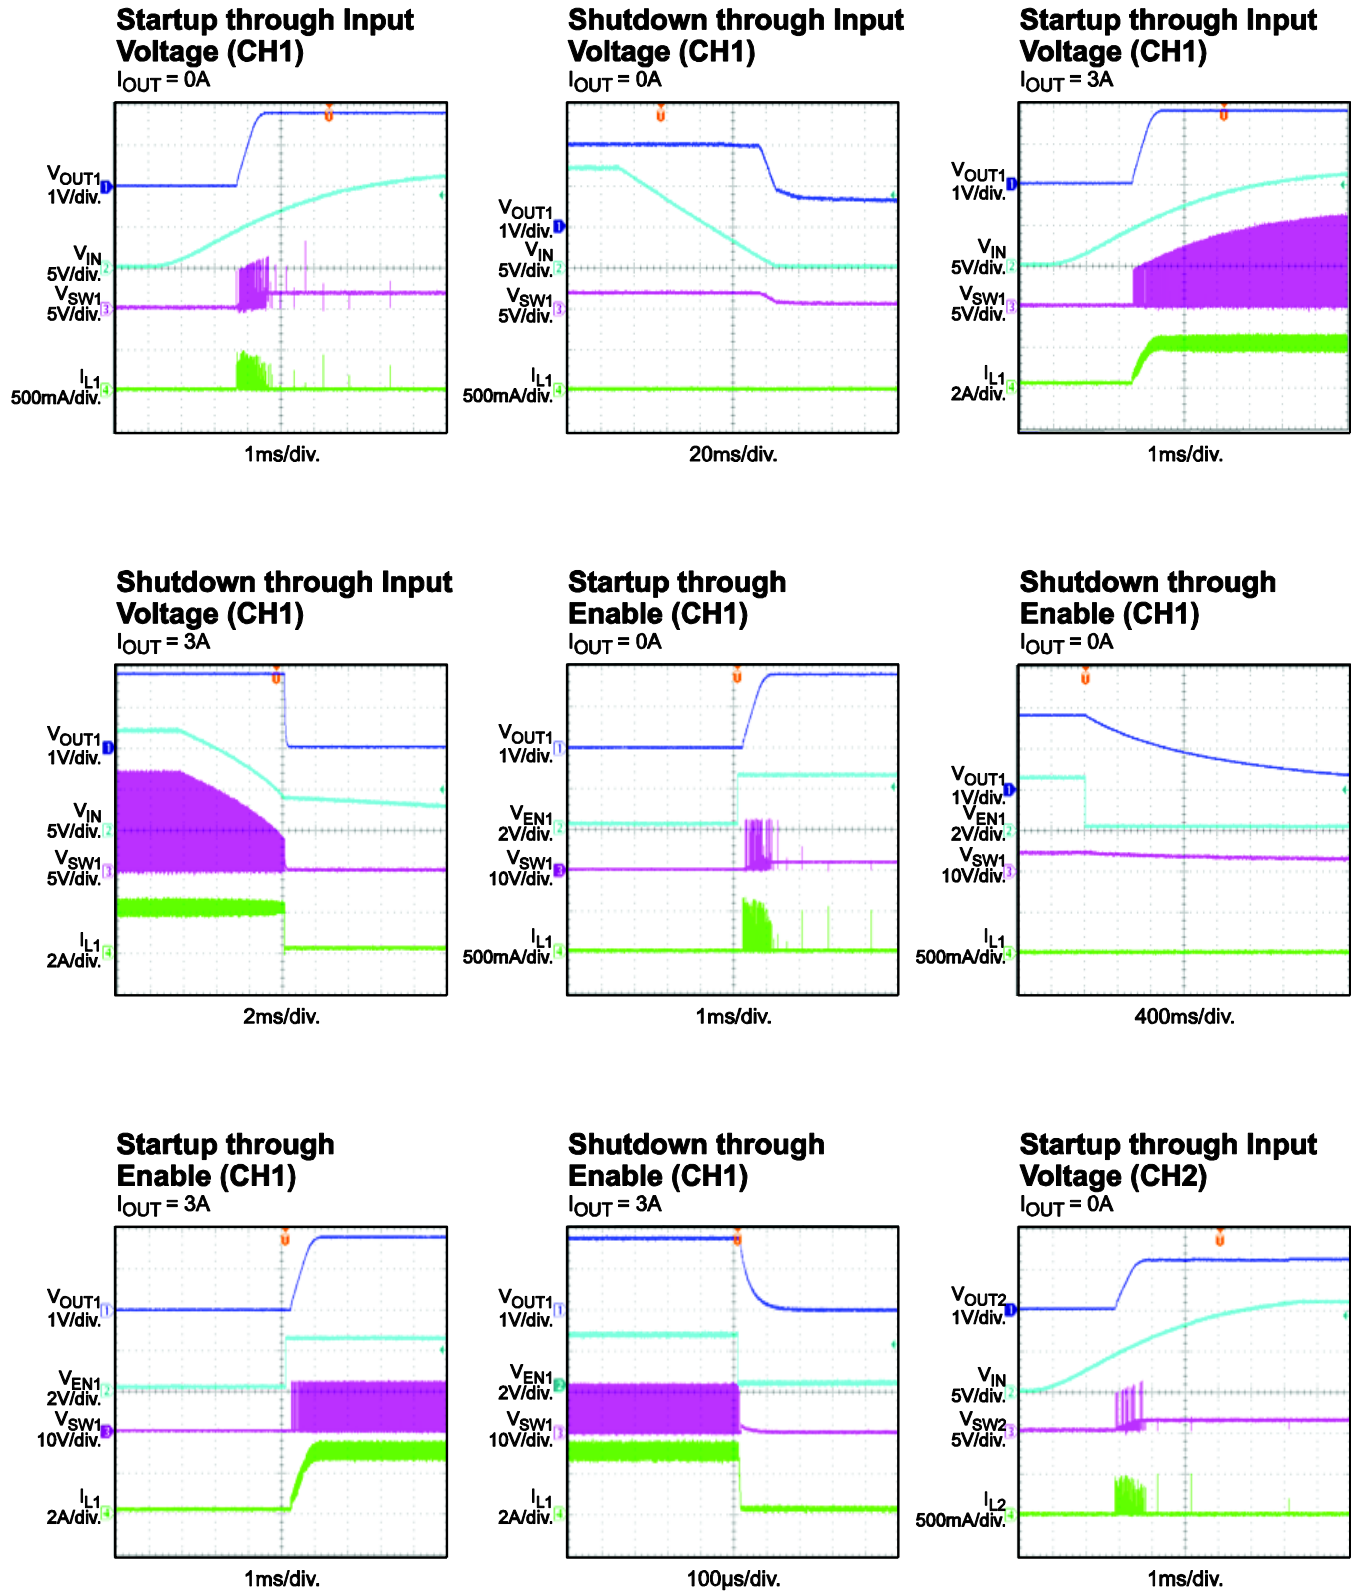 Startup through Input
Voltage (CH1)
IOUT = 0A
VOUT1
1V/div.
VIN
5V/div.
VSW1
5V/div.
IL1
500mA/div.
1ms/div.
Shutdown through Input
Voltage (CH1)
IOUT = 0A
VOUT1
1V/div.
VIN
5V/div.
VSW1
5V/div.
IL1
500mA/div.
20ms/div.
Startup through Input
Voltage (CH1)
IOUT = 3A
VOUT1
1V/div.
VIN
5V/div.
VSW1
5V/div.
IL1
2A/div.
1ms/div.
Shutdown through Input
Voltage (CH1)
IOUT = 3A
VOUT1
1V/div.
VIN
5V/div.
VSW1
5V/div.
IL1
2A/div.
2ms/div.
Startup through
Enable (CH1)
IOUT = 0A
VOUT1
1V/div.
VEN1
2V/div.
VSW1
10V/div.
IL1
500mA/div.
1ms/div.
Shutdown through
Enable (CH1)
IOUT = 0A
VOUT1
1V/div.
VEN1
2V/div.
VSW1
10V/div.
IL1
500mA/div.
400ms/div.
Startup through
Enable (CH1)
IOUT = 3A
VOUT1
1V/div.
VEN1
2V/div.
VSW1
10V/div.
IL1
2A/div.
1ms/div.
Shutdown through
Enable (CH1)
IOUT = 3A
VOUT1
1V/div.
VEN1
2V/div.
VSW1
10V/div.
IL1
2A/div.
100µs/div.
Startup through Input
Voltage (CH2)
IOUT = 0A
VOUT2
1V/div.
VIN
5V/div.
VSW2
5V/div.
IL2
500mA/div.
1ms/div.